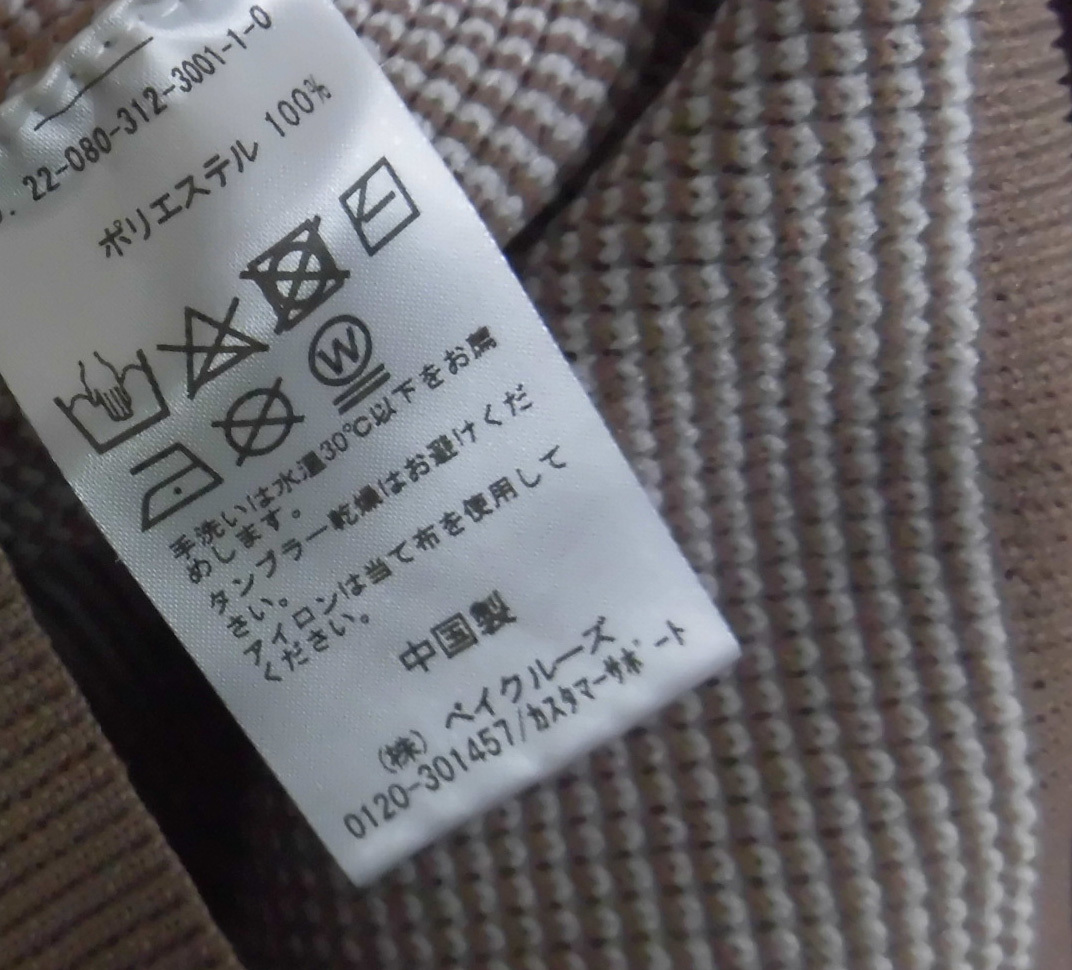 22-080-312-3001-1-0
ポリエステル 100%
W
手洗いは水温30℃以下をお薦
めします。
タンブラー乾燥はお避けくだ
さい。
アイロンは当て布を使用して
ください。
中国製
(株) ベイクルーズ
0120-301457/カスタマーサポート